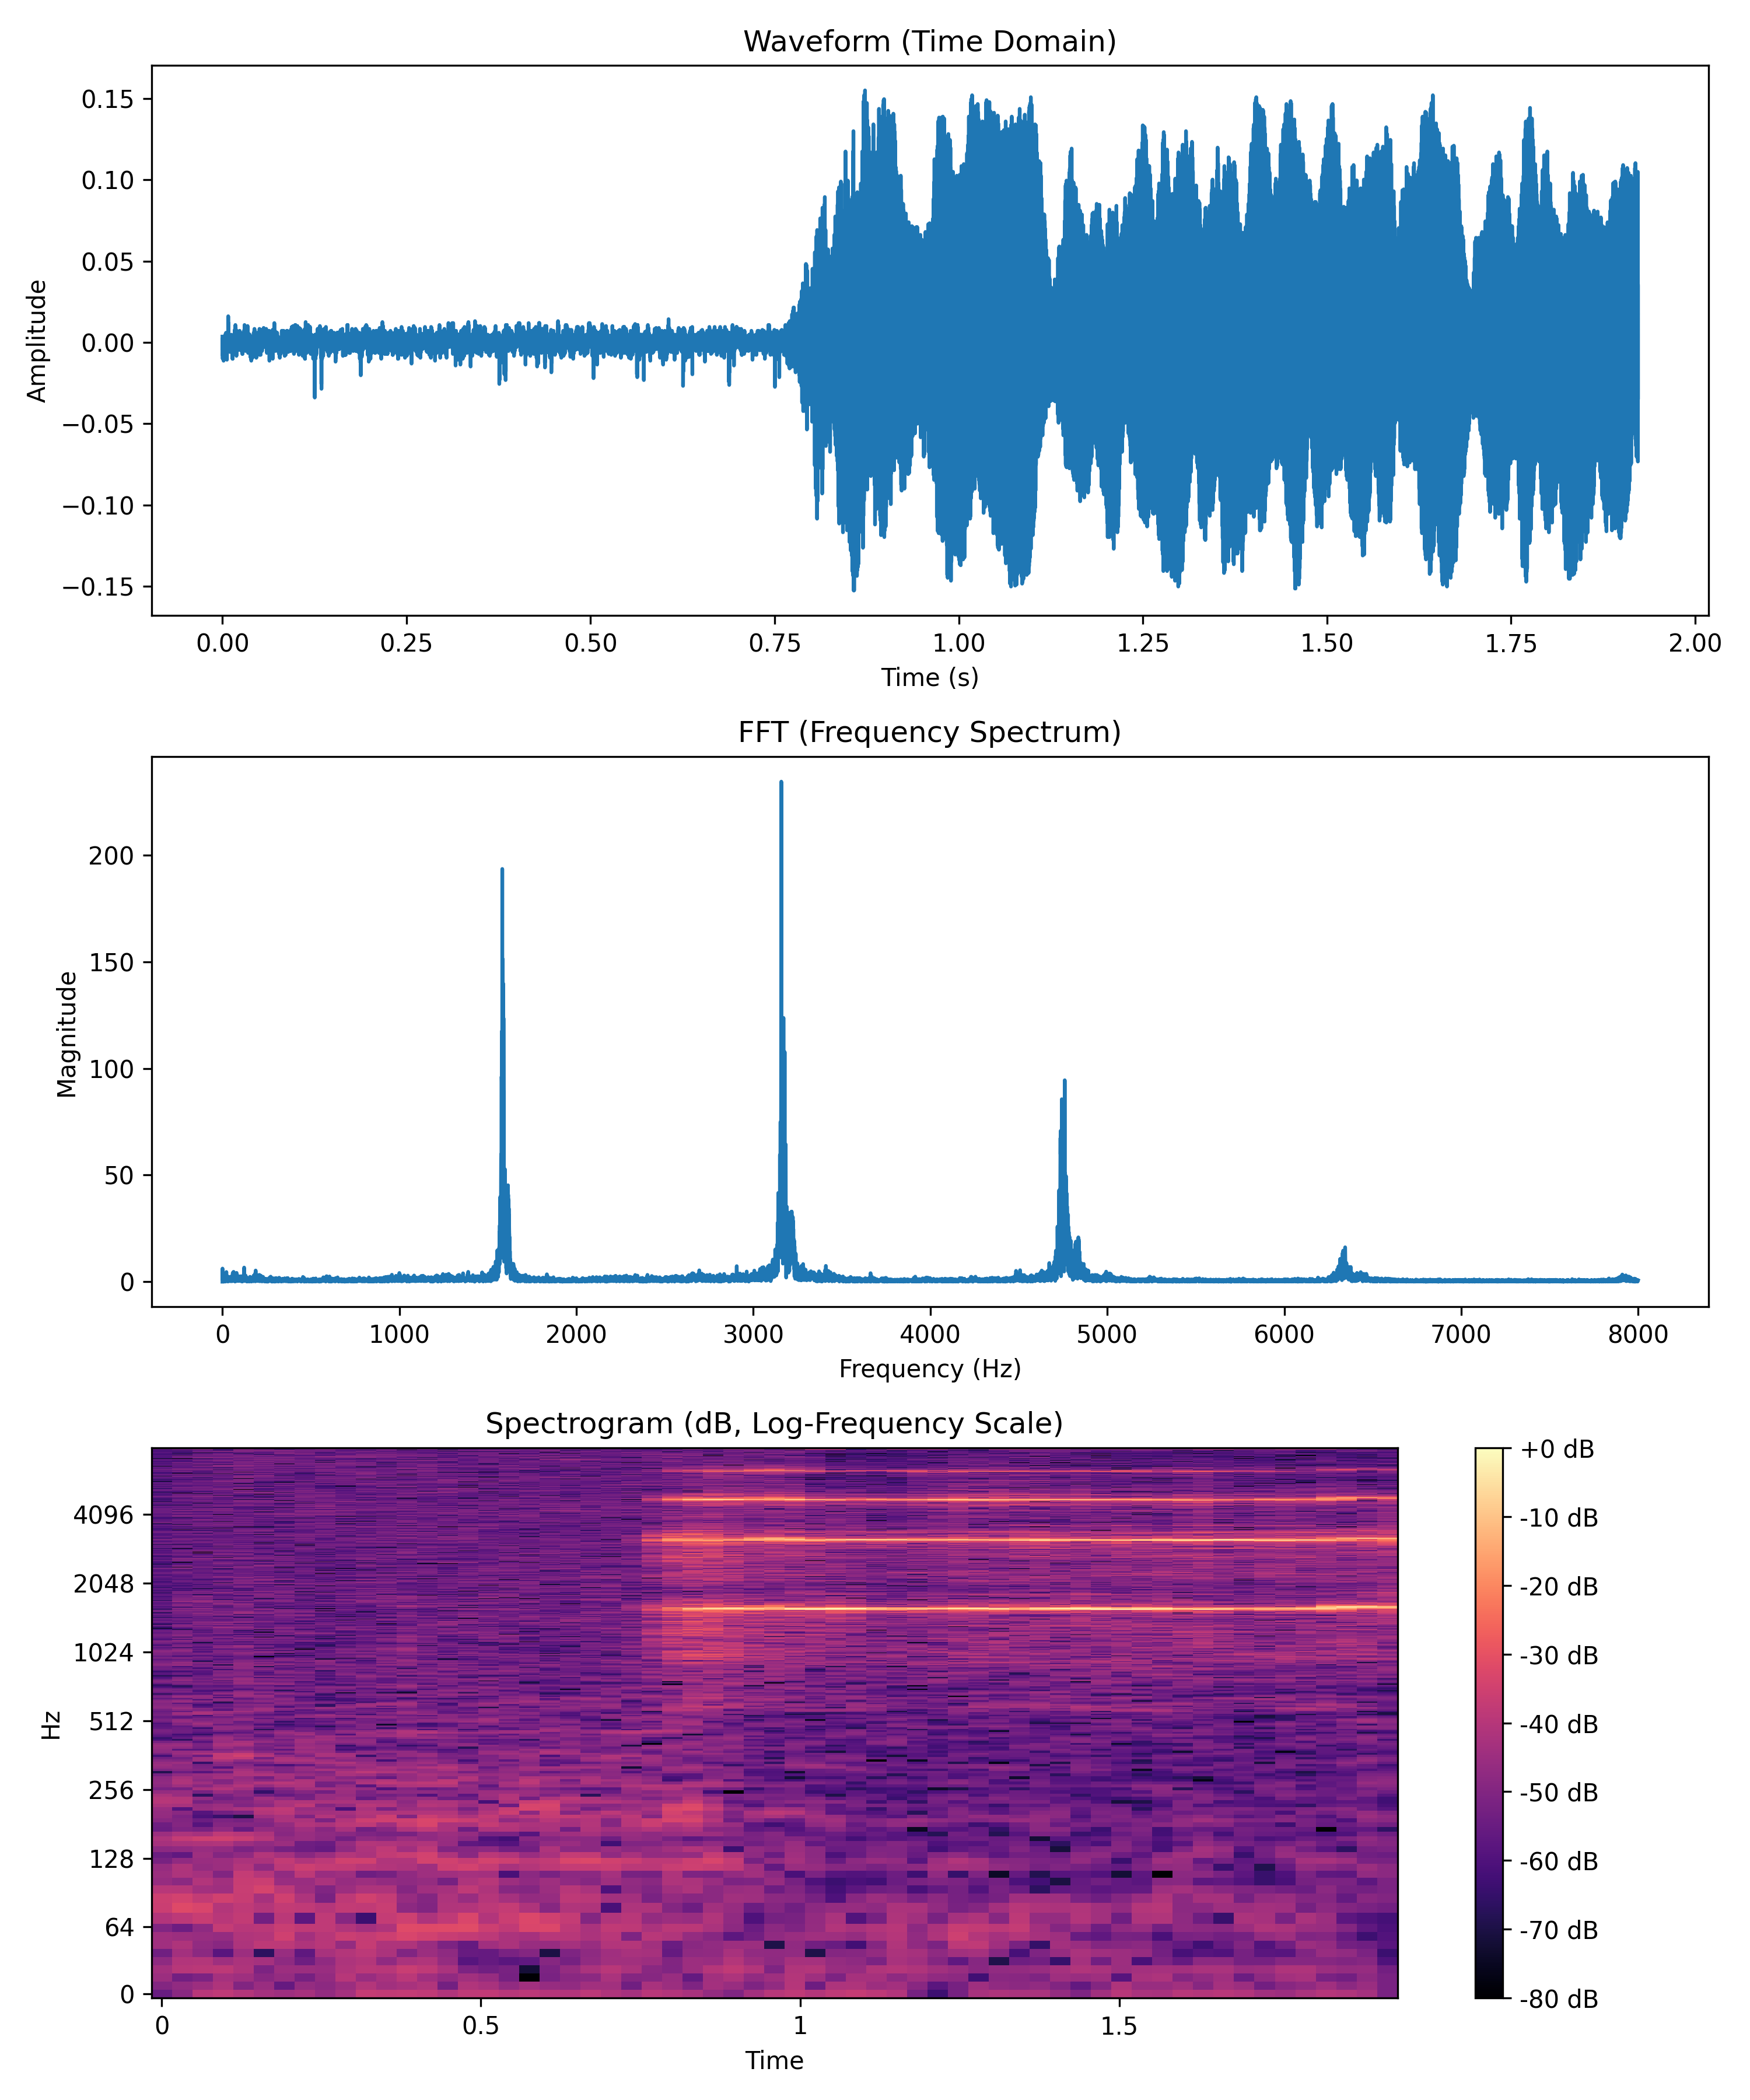 Waveform (Time Domain)
0.15
0.10
0.05
0.00
−0.05
−0.10
−0.15
Amplitude
0.00 0.25 0.50 0.75 1.00 1.25 1.50 1.75 2.00
Time (s)
FFT (Frequency Spectrum)
200
150
100
50
0
Magnitude
0 1000 2000 3000 4000 5000 6000 7000 8000
Frequency (Hz)
Spectrogram (dB, Log-Frequency Scale)
4096
2048
1024
512
256
128
64
0
Hz
0 0.5 1 1.5
Time
+0 dB
-10 dB
-20 dB
-30 dB
-40 dB
-50 dB
-60 dB
-70 dB
-80 dB